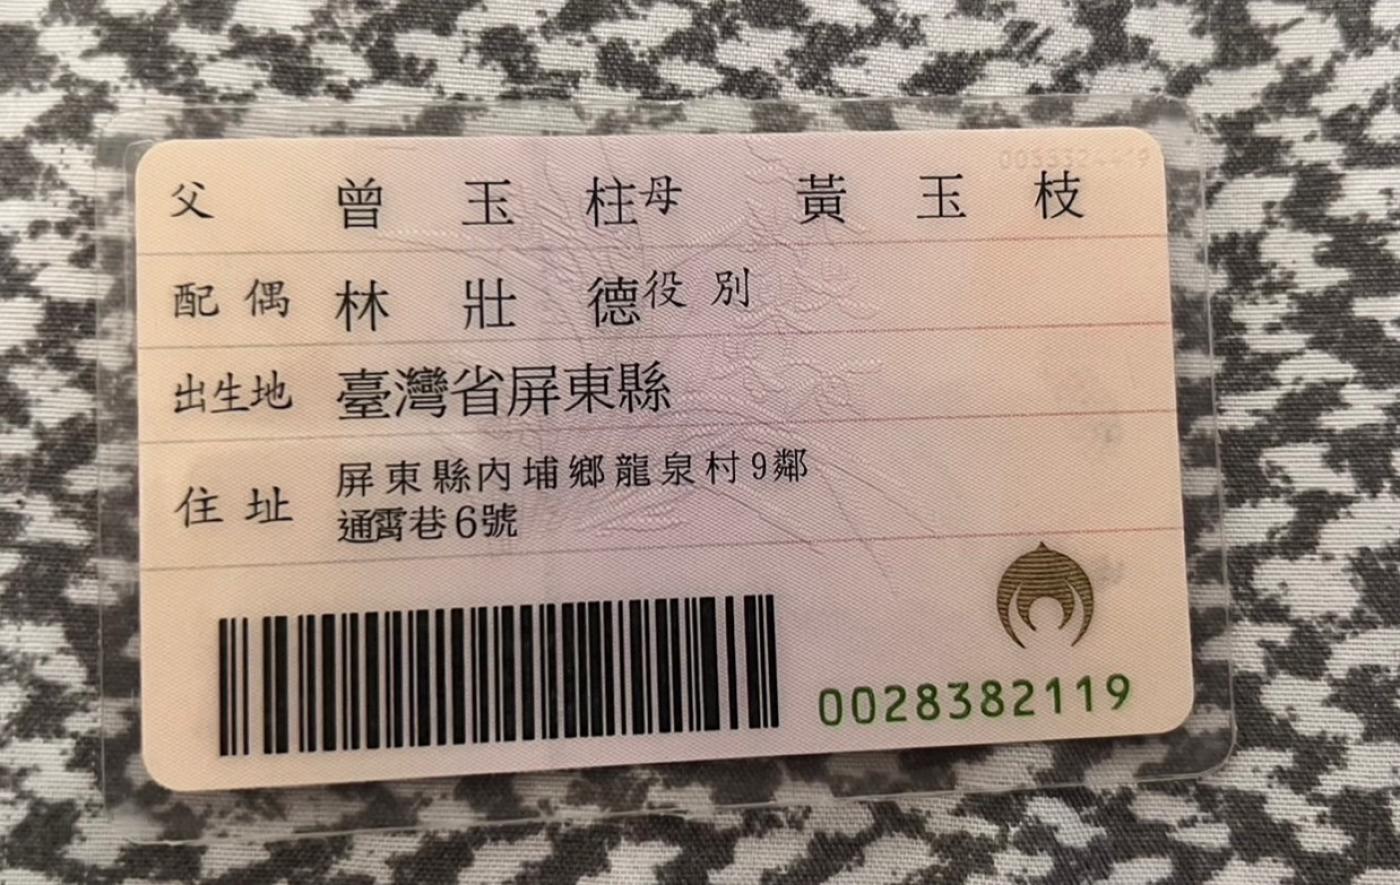 父 曾玉柱 母 黃玉枝
配偶 林壯德 役別
出生地 臺灣省屏東縣
住址 屏東縣內埔鄉龍泉村9鄰
通霄巷6號
0028382119